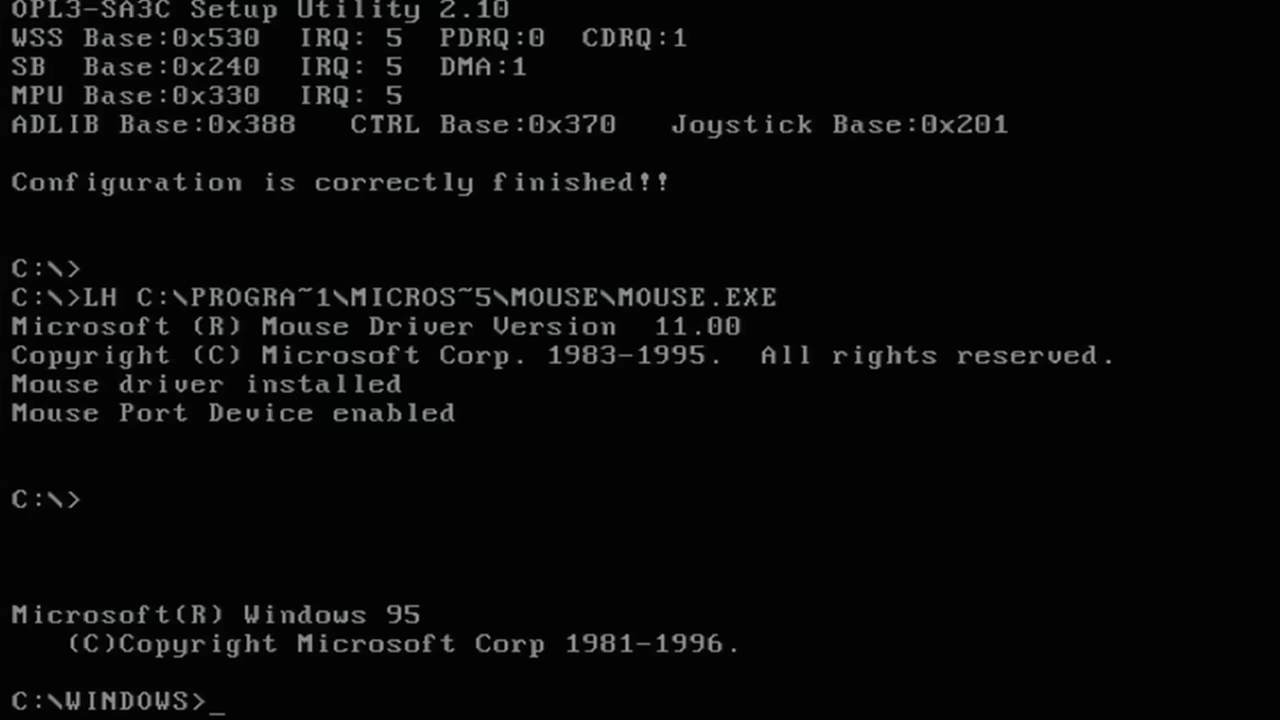 OPL3-SA3C Setup Utility 2.10
WSS Base:0x530 IRQ: 5 PDRQ:0 CDRQ:1
SB Base:0x240 IRQ: 5 DMA:1
MPU Base:0x330 IRQ: 5
ADLIB Base:0x388 CTRL Base:0x370 Joystick Base:0x201
Configuration is correctly finished!!
C:\>
C:\>LH C:\PROGRA~1\MICROS~5\MOUSE\MOUSE.EXE
Microsoft (R) Mouse Driver Version 11.00
Copyright (C) Microsoft Corp. 1983-1995. All rights reserved.
Mouse driver installed
Mouse Port Device enabled
C:\>
Microsoft(R) Windows 95
(C)Copyright Microsoft Corp 1981-1996.
C:\WINDOWS>_